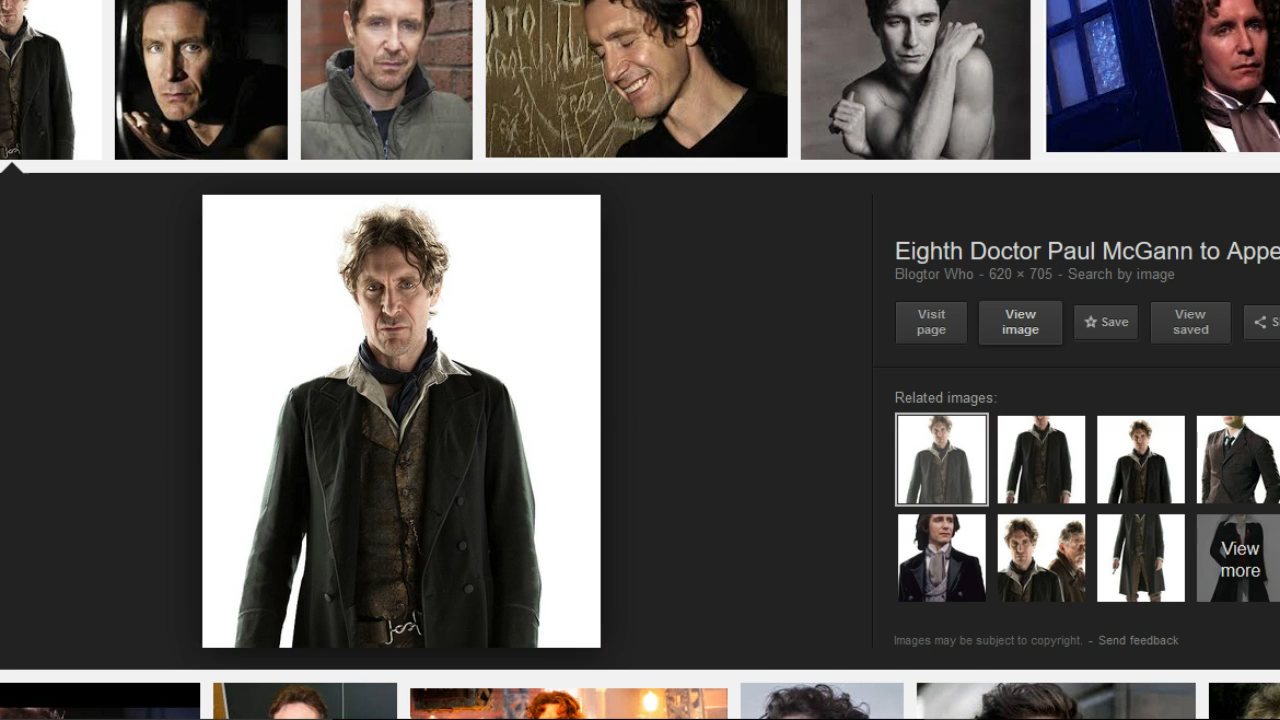 Eighth Doctor Paul McGann to Appe
Blogtor Who - 620 × 705 - Search by image
Visit page
View image
Save
View saved
S
Related images:
View more
Images may be subject to copyright. - Send feedback